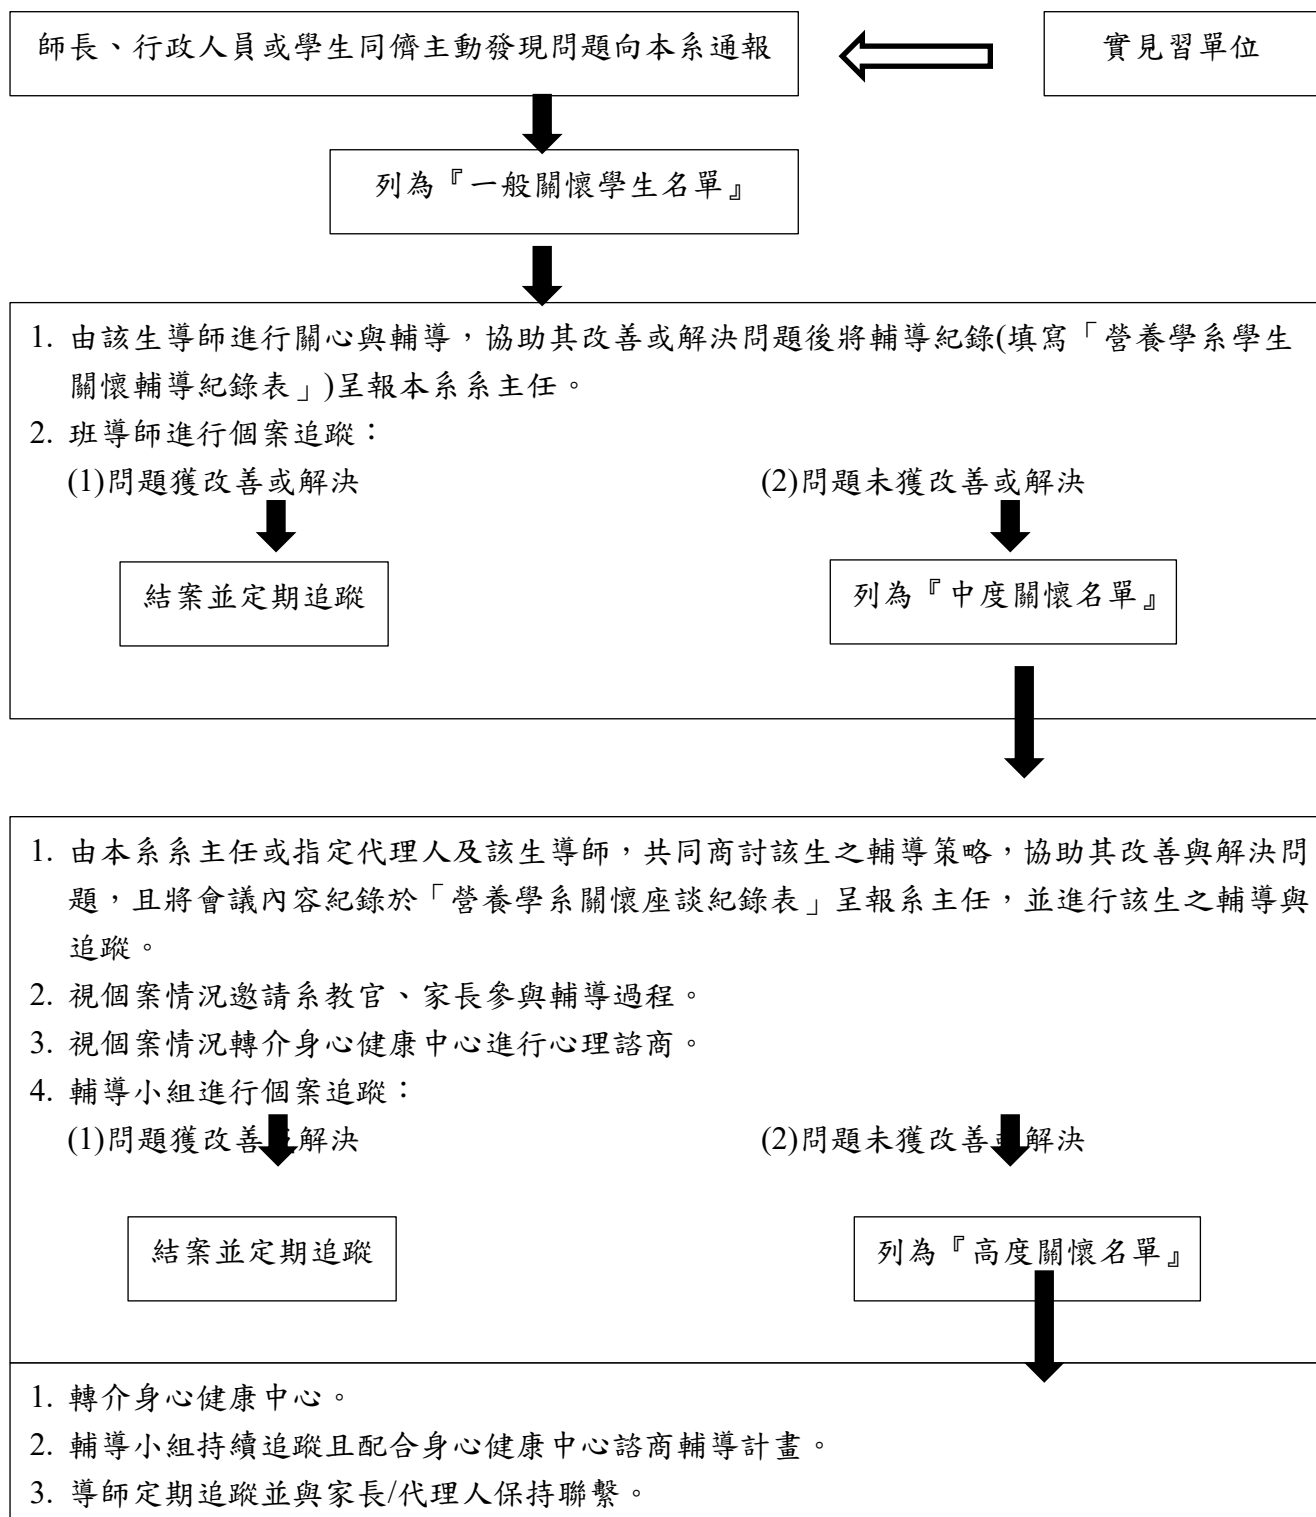 師長、行政人員或學生同儕主動發現問題向本系通報
實見習單位
列為『一般關懷學生名單』
1. 由該生導師進行關心與輔導，協助其改善或解決問題後將輔導紀錄(填寫「營養學系學生
關懷輔導紀錄表」)呈報本系系主任。
2. 班導師進行個案追蹤：
(1)問題獲改善或解決
(2)問題未獲改善或解決
結案並定期追蹤
列為『中度關懷名單』
1. 由本系系主任或指定代理人及該生導師，共同商討該生之輔導策略，協助其改善與解決問
題，且將會議內容紀錄於「營養學系關懷座談紀錄表」呈報系主任，並進行該生之輔導與
追蹤。
2. 視個案情況邀請系教官、家長參與輔導過程。
3. 視個案情況轉介身心健康中心進行心理諮商。
4. 輔導小組進行個案追蹤：
(1)問題獲改善或解決
(2)問題未獲改善或解決
結案並定期追蹤
列為『高度關懷名單』
1. 轉介身心健康中心。
2. 輔導小組持續追蹤且配合身心健康中心諮商輔導計畫。
3. 導師定期追蹤並與家長/代理人保持聯繫。